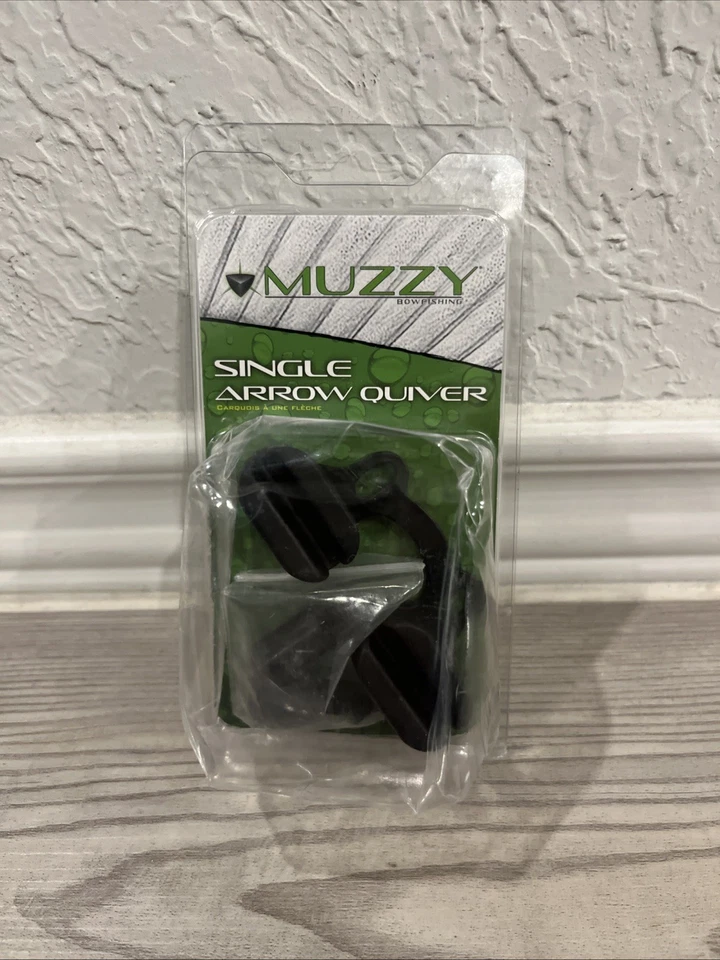 MUZZY
BOWFISHING
SINGLE
ARROW QUIVER
CARQUOIS À UNE FLÈCHE